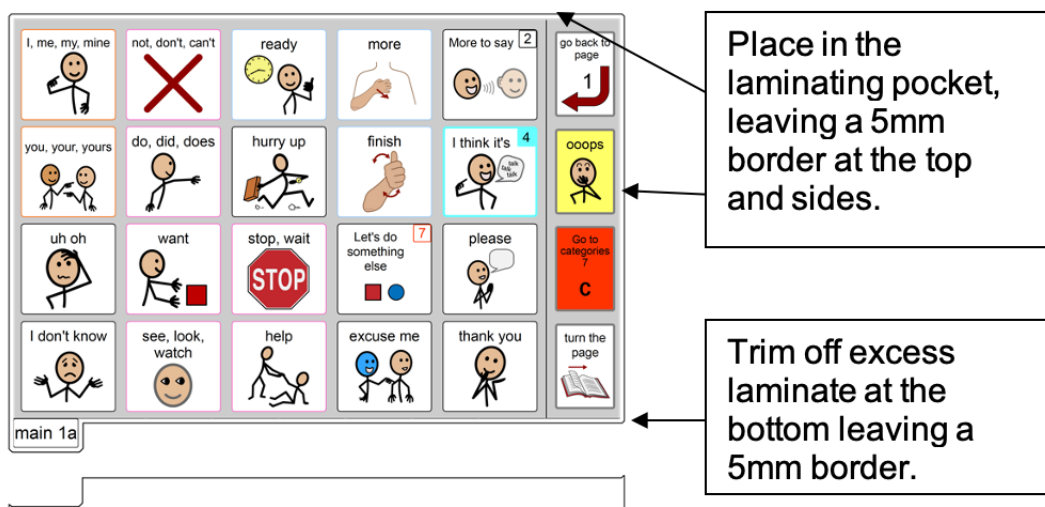 I, me, my, mine
not, don't, can't
ready
more
More to say 2
go back to
page
1
you, your, yours
do, did, does
hurry up
finish
I think it's 4
talk
talk
talk
ooops
uh oh
want
stop, wait
STOP
Let's do
something
else
7
please
Go to
categories
7
C
I don't know
see, look,
watch
help
excuse me
thank you
turn the
page
main 1a
Place in the
laminating pocket,
leaving a 5mm
border at the top
and sides.
Trim off excess
laminate at the
bottom leaving a
5mm border.